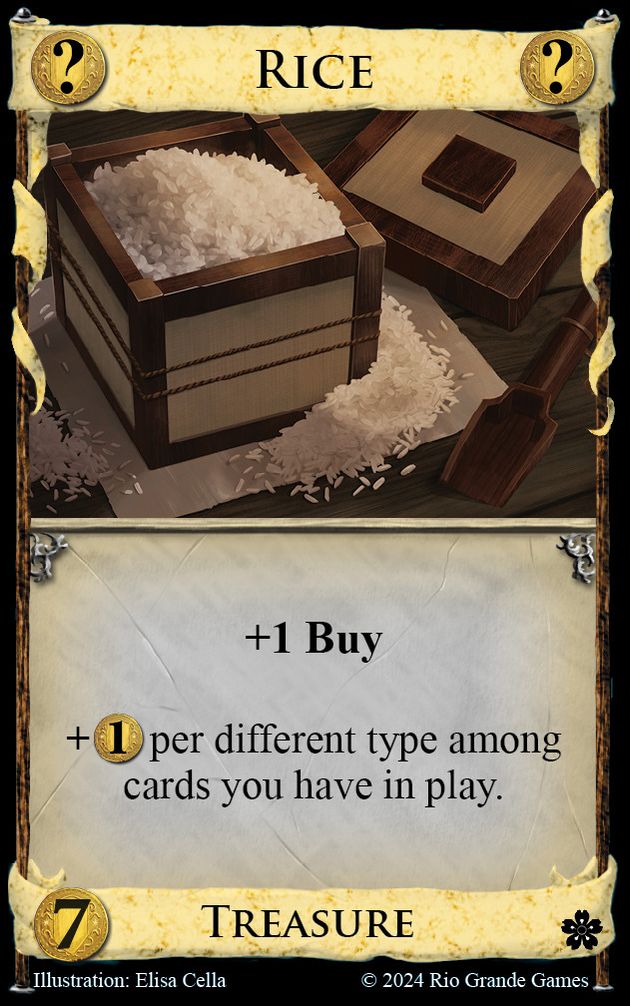 ? Rice ?
+1 Buy
+1 per different type among
cards you have in play.
7 Treasure
Illustration: Elisa Cella © 2024 Rio Grande Games